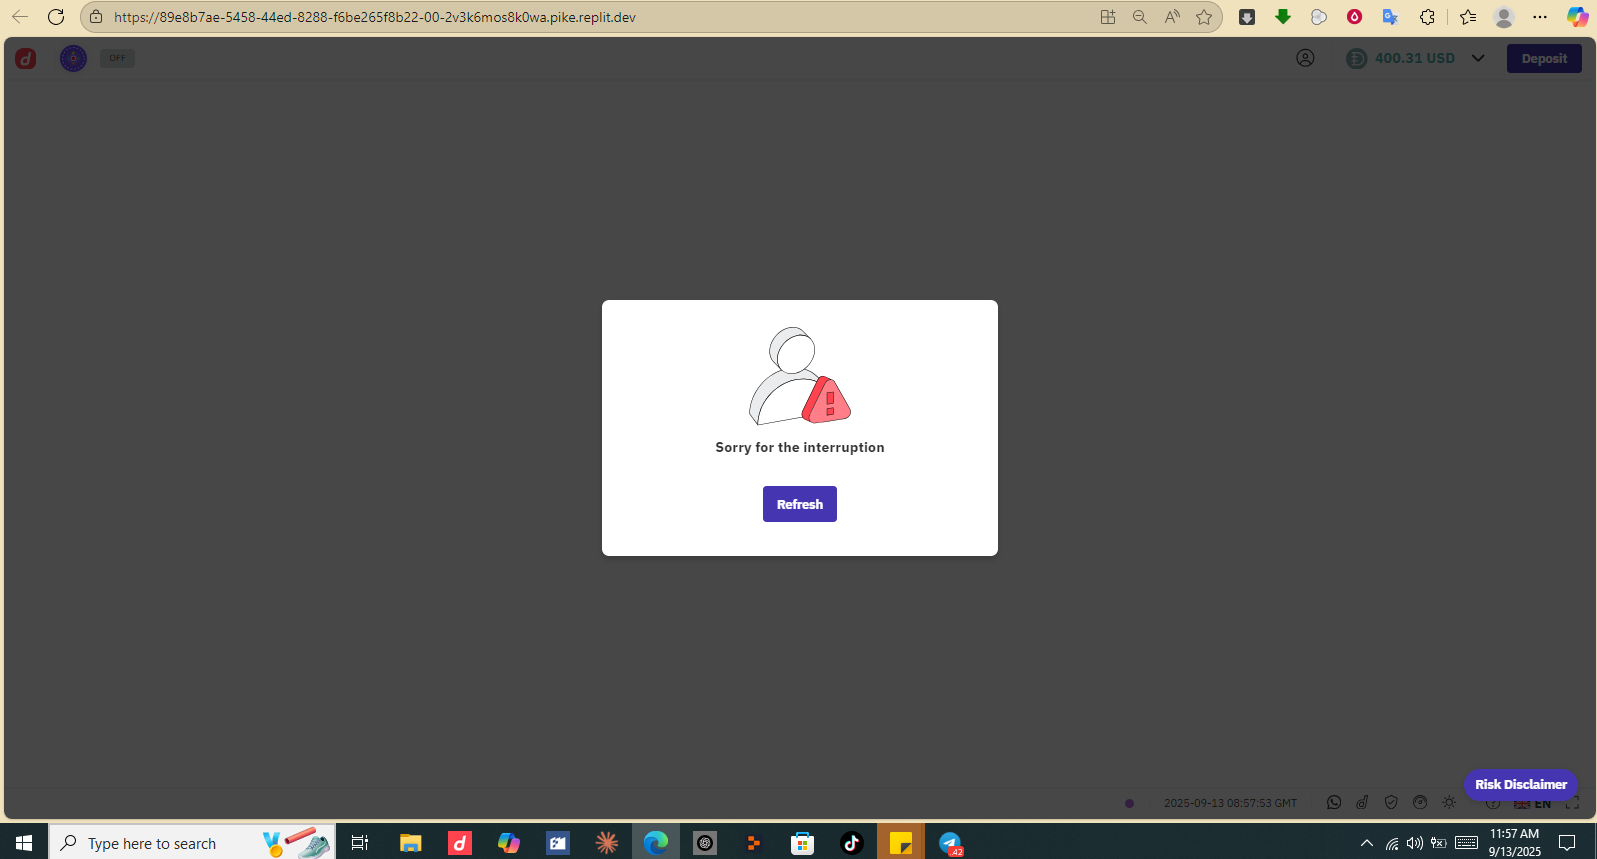 https://89e8b7ae-5458-44ed-8288-f6be265f8b22-00-2v3k6mos8k0wa.pike.replit.dev
OFF
400.31 USD
Deposit
Sorry for the interruption
Refresh
Risk Disclaimer
2025-09-13 08:57:53 GMT
EN
Type here to search
42
11:57 AM
9/13/2025